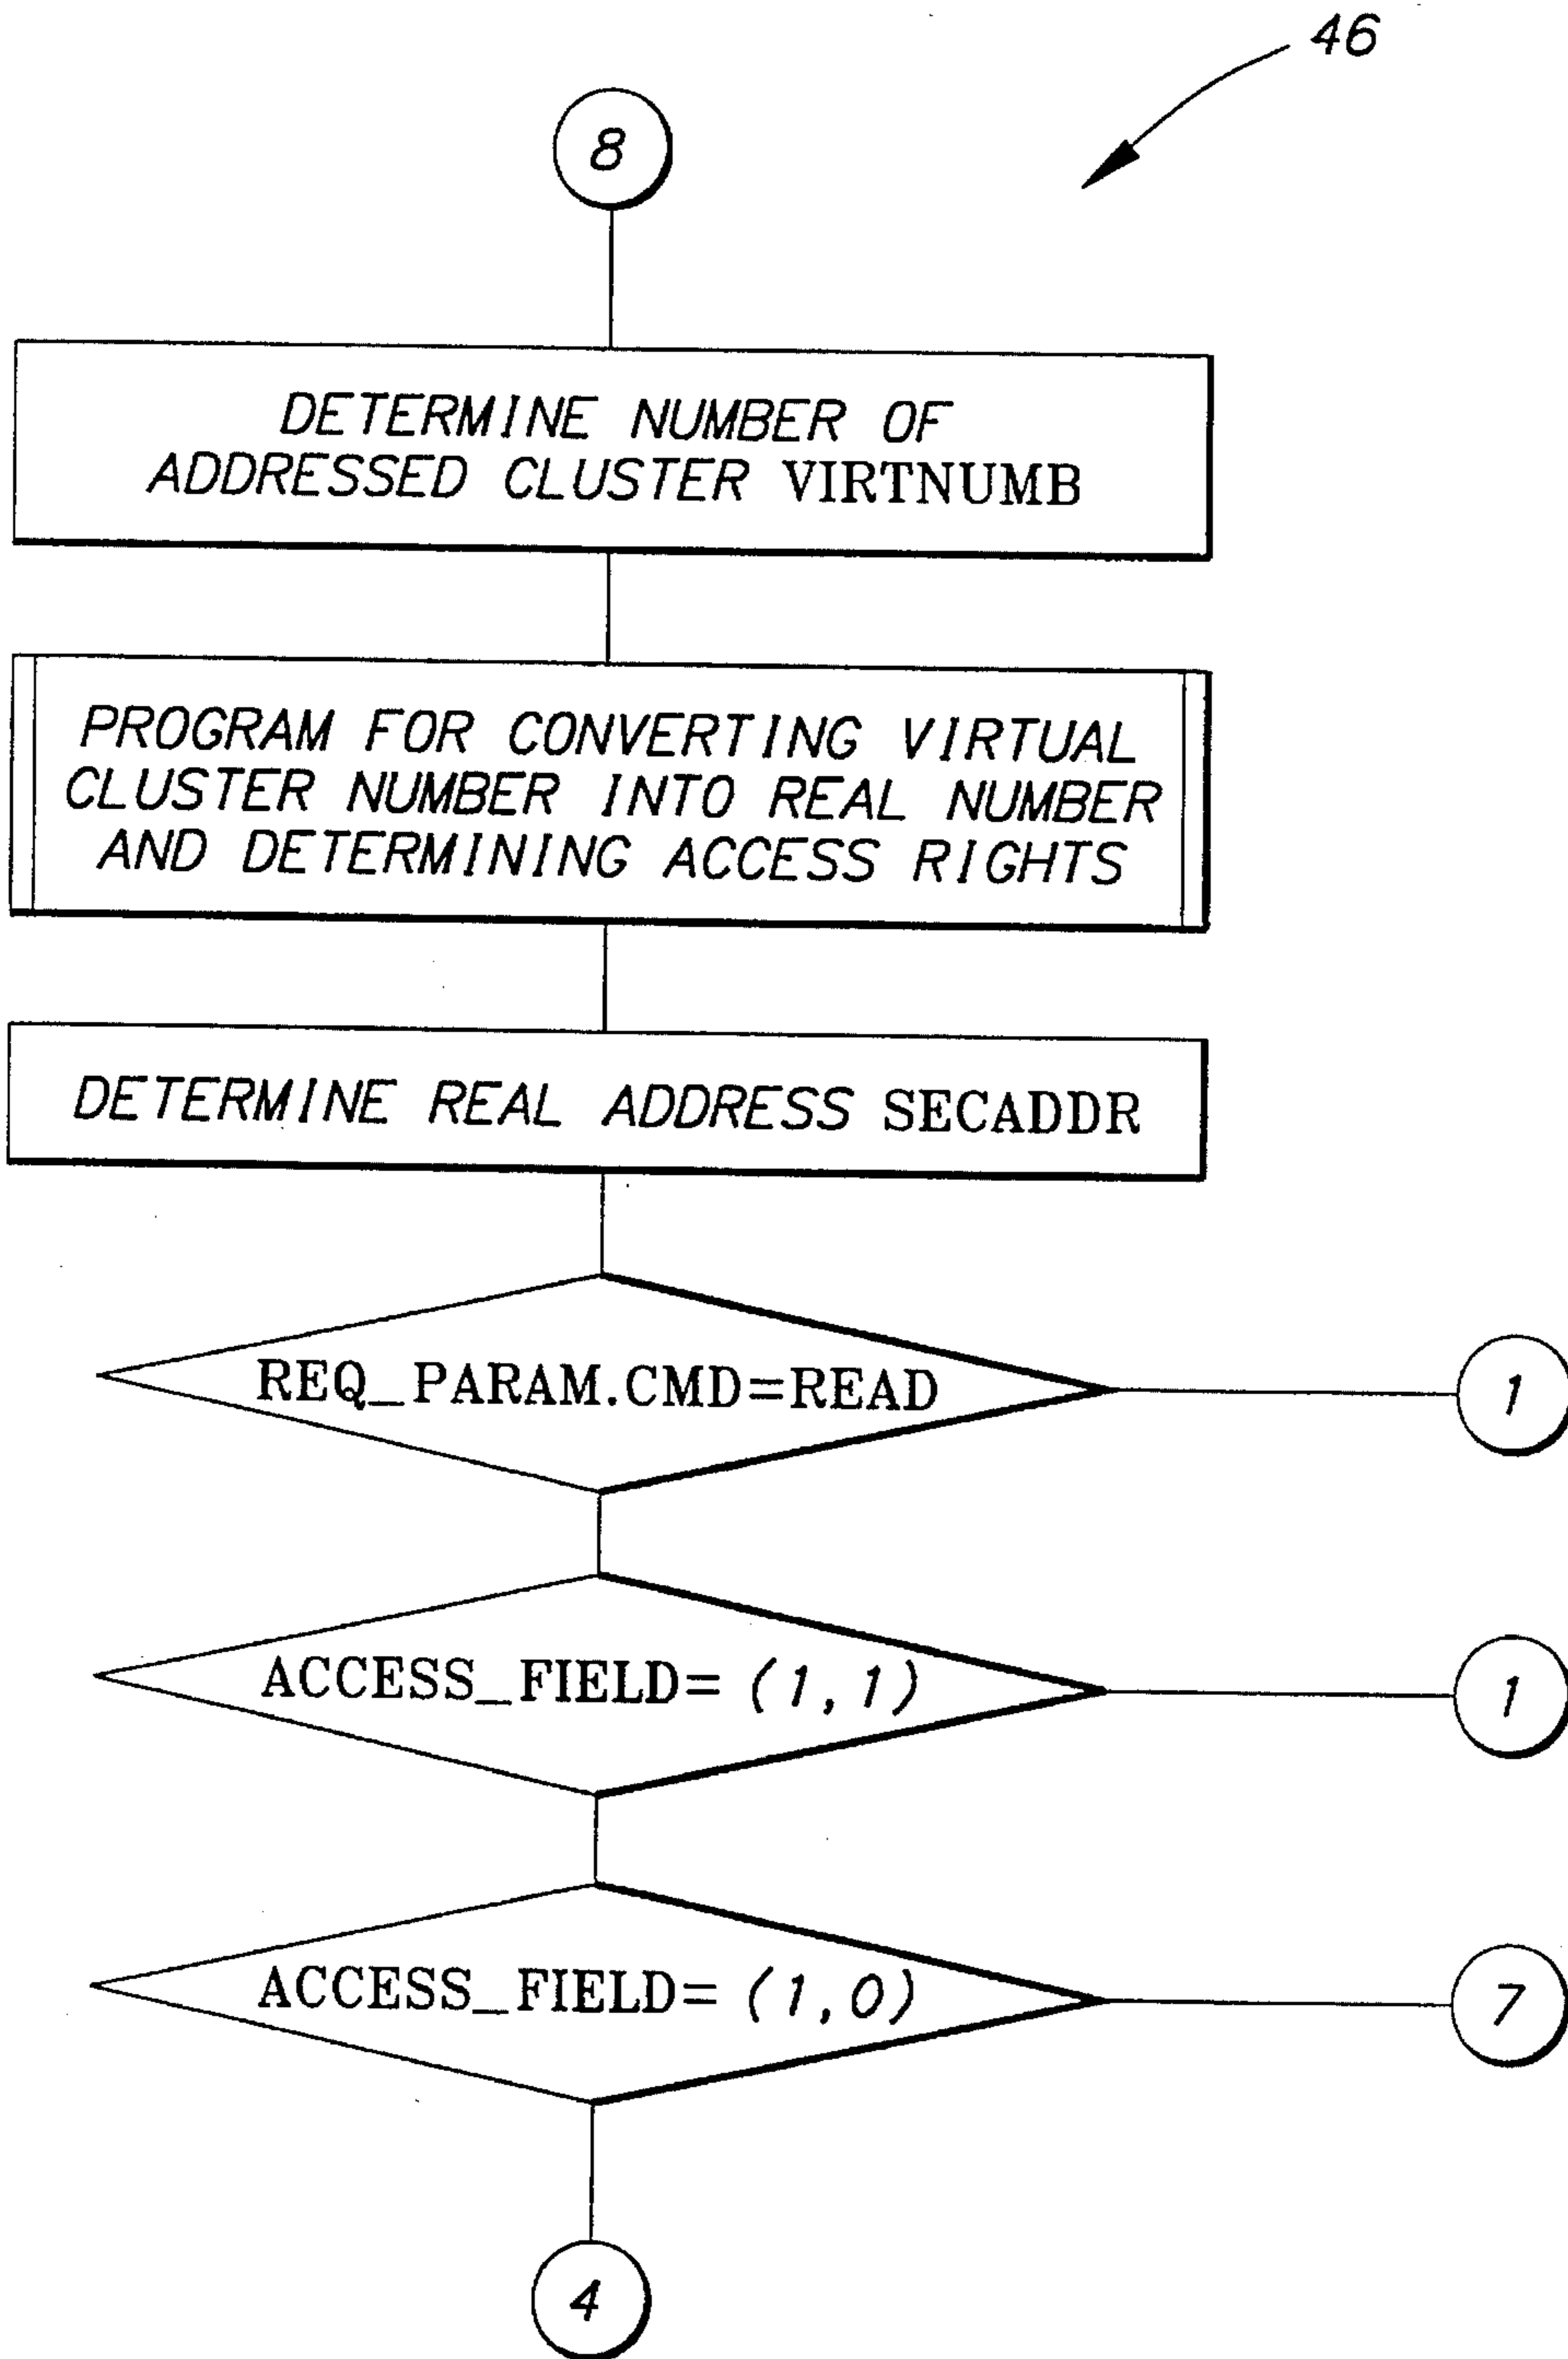 46
8
DETERMINE NUMBER OF
ADDRESSED CLUSTER VIRTNUMB
PROGRAM FOR CONVERTING VIRTUAL
CLUSTER NUMBER INTO REAL NUMBER
AND DETERMINING ACCESS RIGHTS
DETERMINE REAL ADDRESS SECADDR
REQ_PARAM.CMD=READ
1
ACCESS_FIELD= (1,1)
1
ACCESS_FIELD= (1,0)
7
4